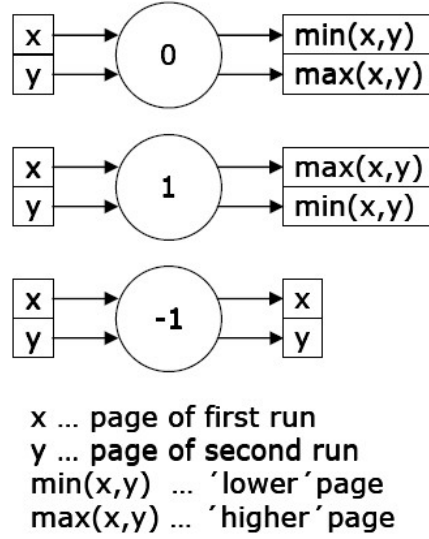 x
y
0
min(x,y)
max(x,y)
x
y
1
max(x,y)
min(x,y)
x
y
-1
x
y
x ... page of first run
y ... page of second run
min(x,y) ... ´lower´page
max(x,y) ... ´higher´page